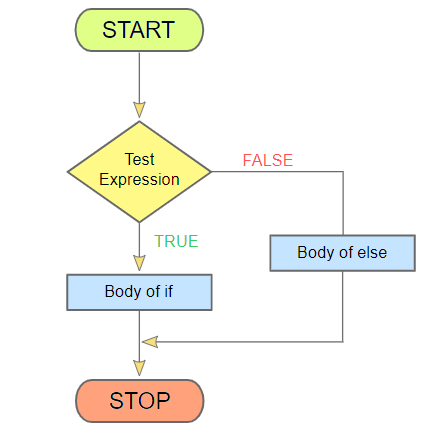 START
Test
Expression
FALSE
TRUE
Body of else
Body of if
STOP